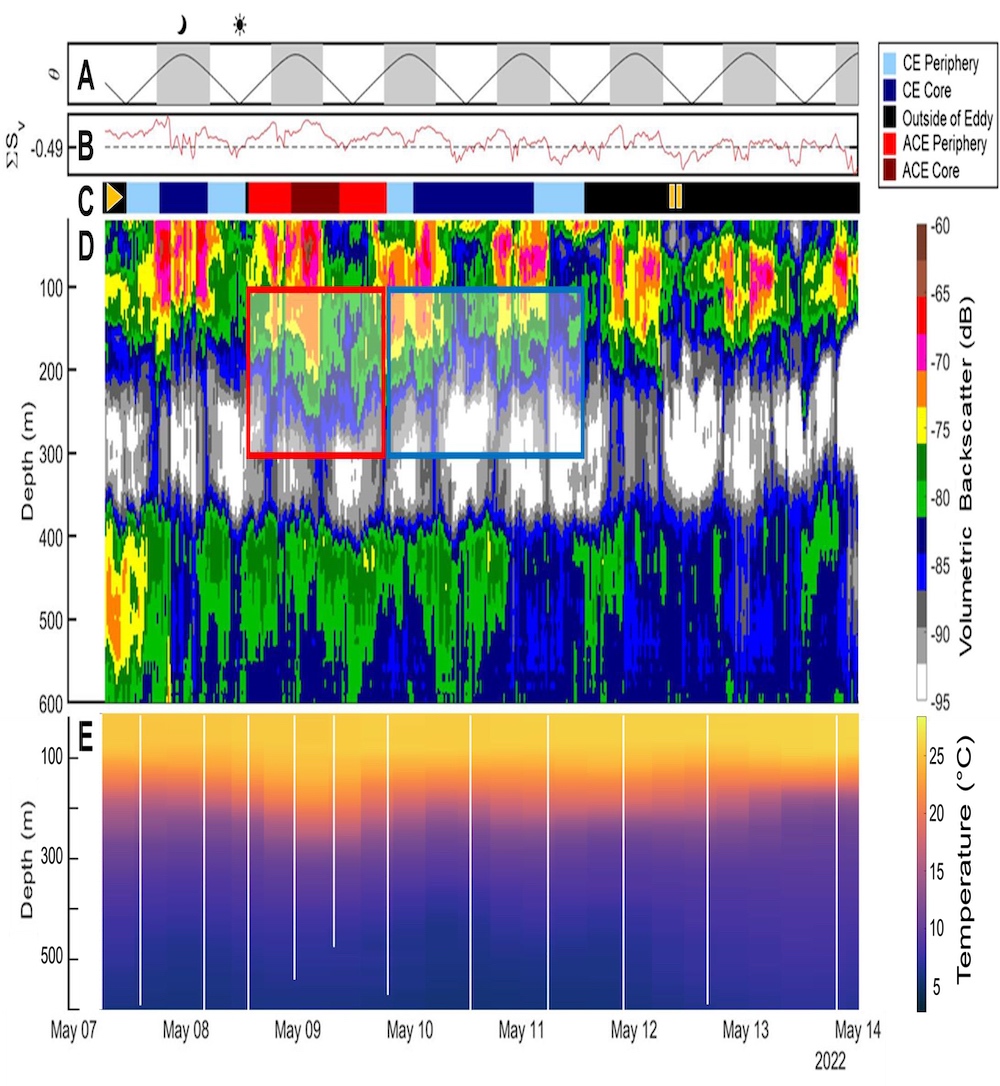 θ
A
CE Periphery
CE Core
Outside of Eddy
ACE Periphery
ACE Core
ΣSv
-0.49
B
C
D
100
200
300
400
500
600
Depth (m)
-60
-65
-70
-75
-80
-85
-90
-95
Volumetric Backscatter (dB)
E
100
300
500
Depth (m)
25
20
15
10
5
Temperature (°C)
May 07
May 08
May 09
May 10
May 11
May 12
May 13
May 14
2022